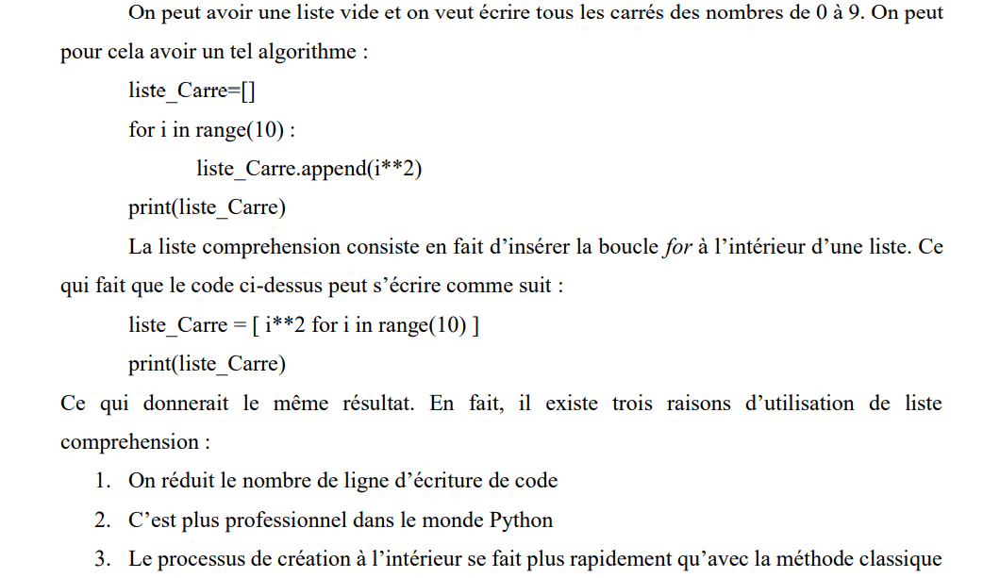 On peut avoir une liste vide et on veut écrire tous les carrés des nombres de 0 à 9. On peut
pour cela avoir un tel algorithme :
liste_Carre=[]
for i in range(10) :
liste_Carre.append(i**2)
print(liste_Carre)
La liste comprehension consiste en fait d’insérer la boucle for à l’intérieur d’une liste. Ce
qui fait que le code ci-dessus peut s’écrire comme suit :
liste_Carre = [ i**2 for i in range(10) ]
print(liste_Carre)
Ce qui donnerait le même résultat. En fait, il existe trois raisons d’utilisation de liste
comprehension :
1. On réduit le nombre de ligne d’écriture de code
2. C’est plus professionnel dans le monde Python
3. Le processus de création à l’intérieur se fait plus rapidement qu’avec la méthode classique